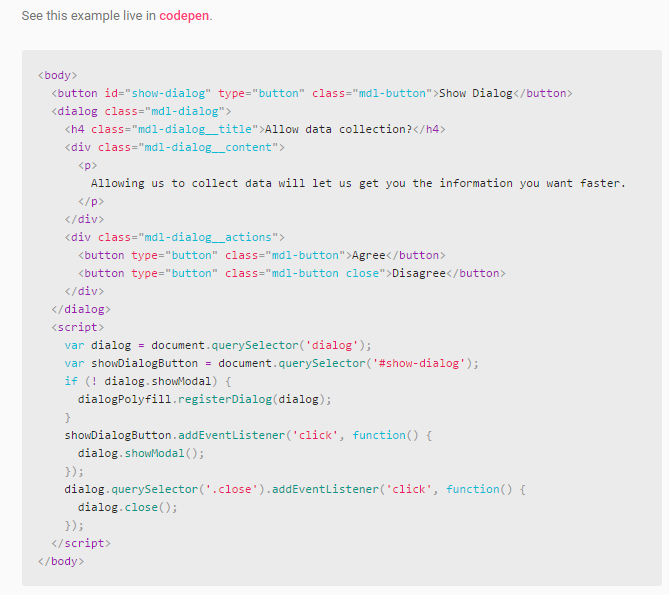 See this example live in codepen.
<body>
  <button id="show-dialog" type="button" class="mdl-button">Show Dialog</button>
  <dialog class="mdl-dialog">
    <h4 class="mdl-dialog__title">Allow data collection?</h4>
    <div class="mdl-dialog__content">
      <p>
        Allowing us to collect data will let us get you the information you want faster.
      </p>
    </div>
    <div class="mdl-dialog__actions">
      <button type="button" class="mdl-button">Agree</button>
      <button type="button" class="mdl-button close">Disagree</button>
    </div>
  </dialog>
  <script>
    var dialog = document.querySelector('dialog');
    var showDialogButton = document.querySelector('#show-dialog');
    if (! dialog.showModal) {
      dialogPolyfill.registerDialog(dialog);
    }
    showDialogButton.addEventListener('click', function() {
      dialog.showModal();
    });
    dialog.querySelector('.close').addEventListener('click', function() {
      dialog.close();
    });
  </script>
</body>